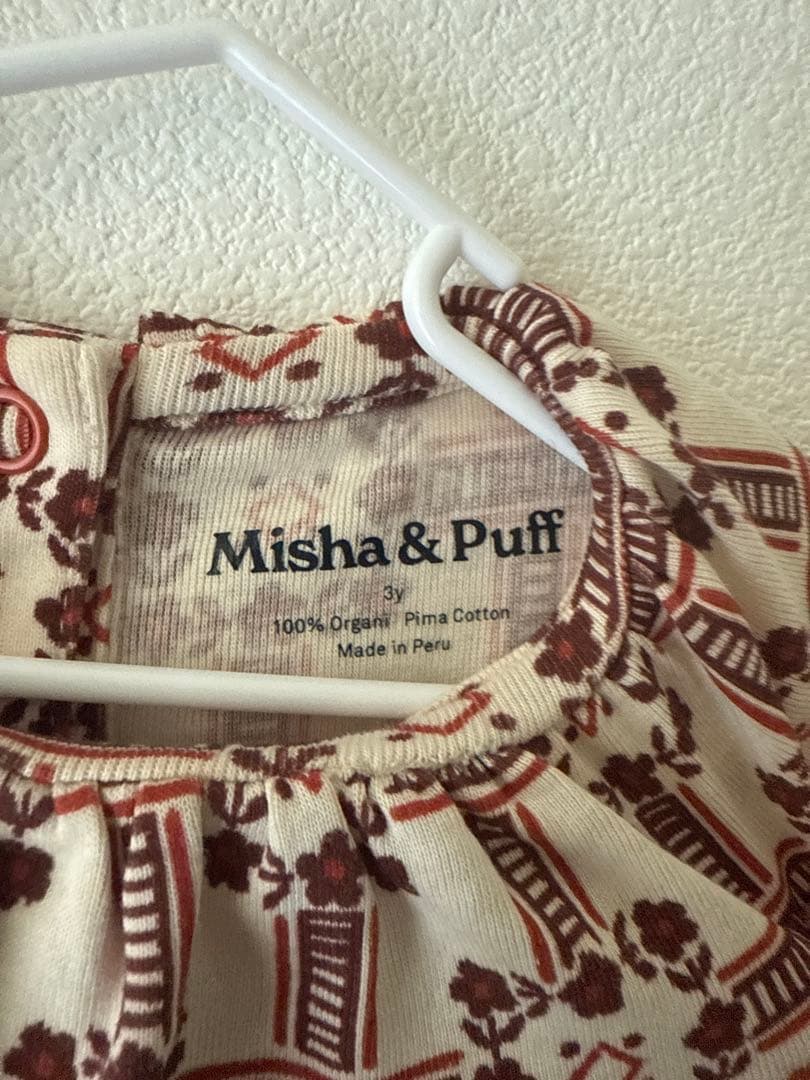 Misha & Puff
3y
100% Organi Pima Cotton
Made in Peru